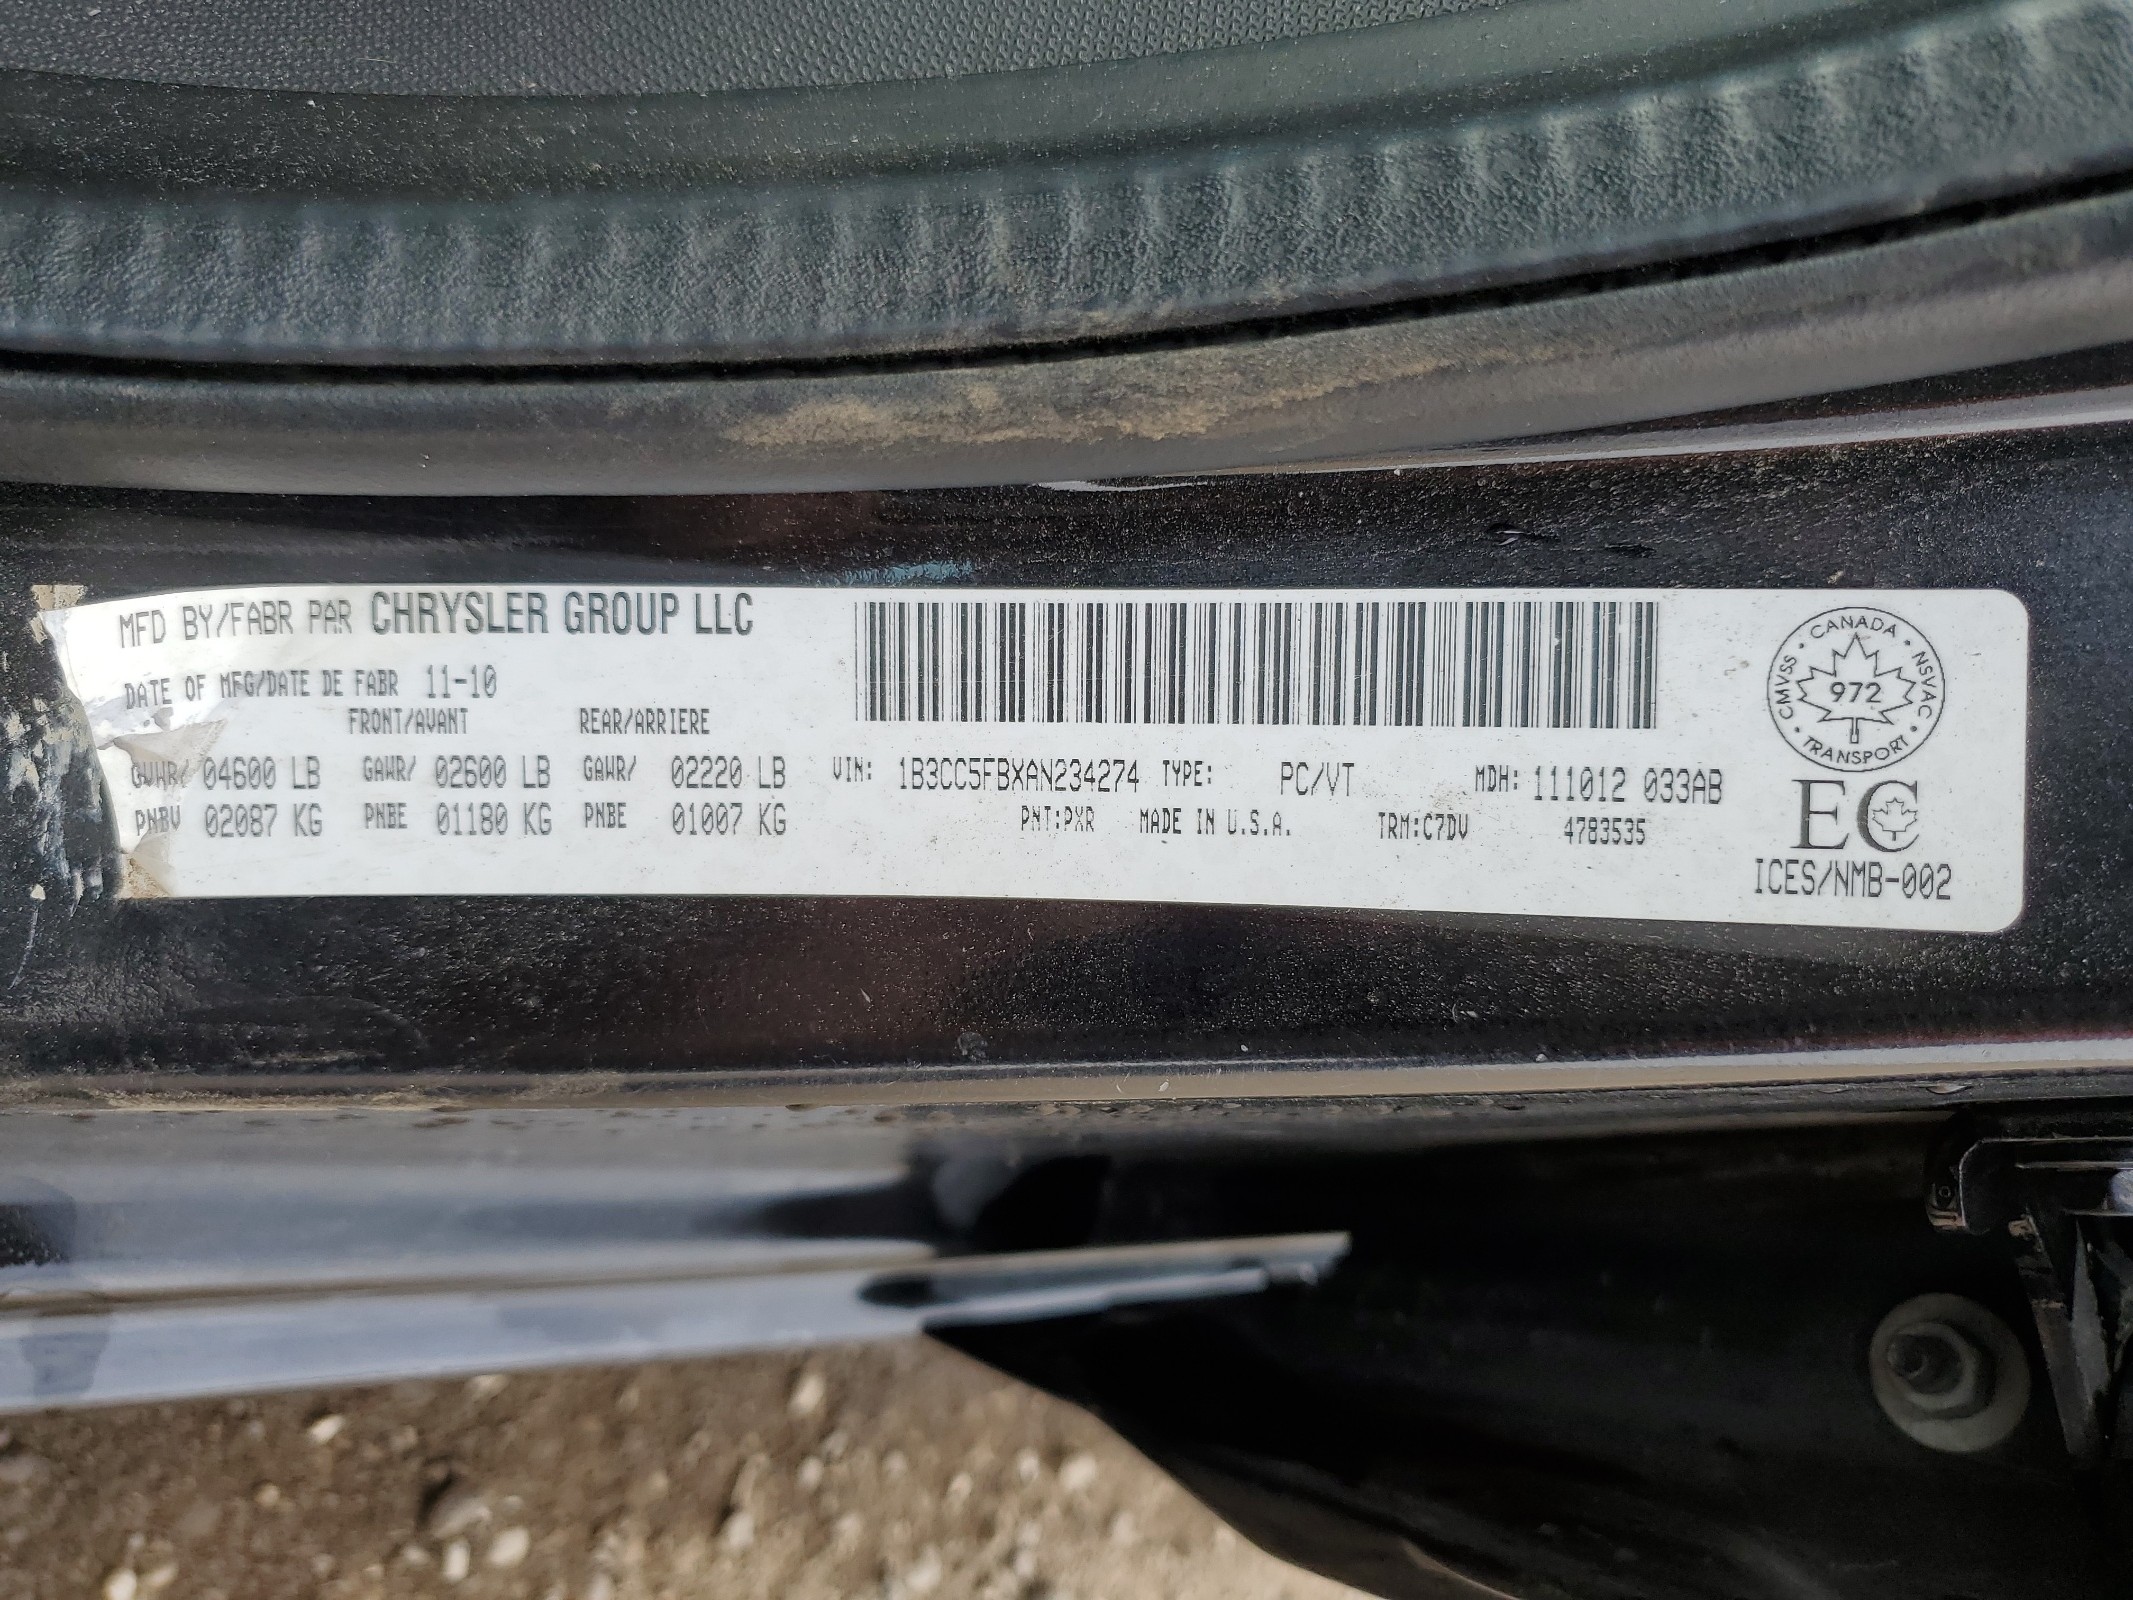 MFD BY/FABR PAR CHRYSLER GROUP LLC
DATE OF MFG/DATE DE FABR 11-10
FRONT/AVANT REAR/ARRIERE
GVWR/ 04600 LB GAWR/ 02600 LB GAWR/ 02220 LB
PNBV 02087 KG PNBE 01180 KG PNBE 01007 KG
VIN: 1B3CC5FBXAN234274 TYPE: PC/VT MDH: 111012 033AB
PNT:PXR MADE IN U.S.A. TRM:C7DV 4783535
CANADA
CMVSS 972 NSVAC
TRANSPORT
EC
ICES/NMB-002